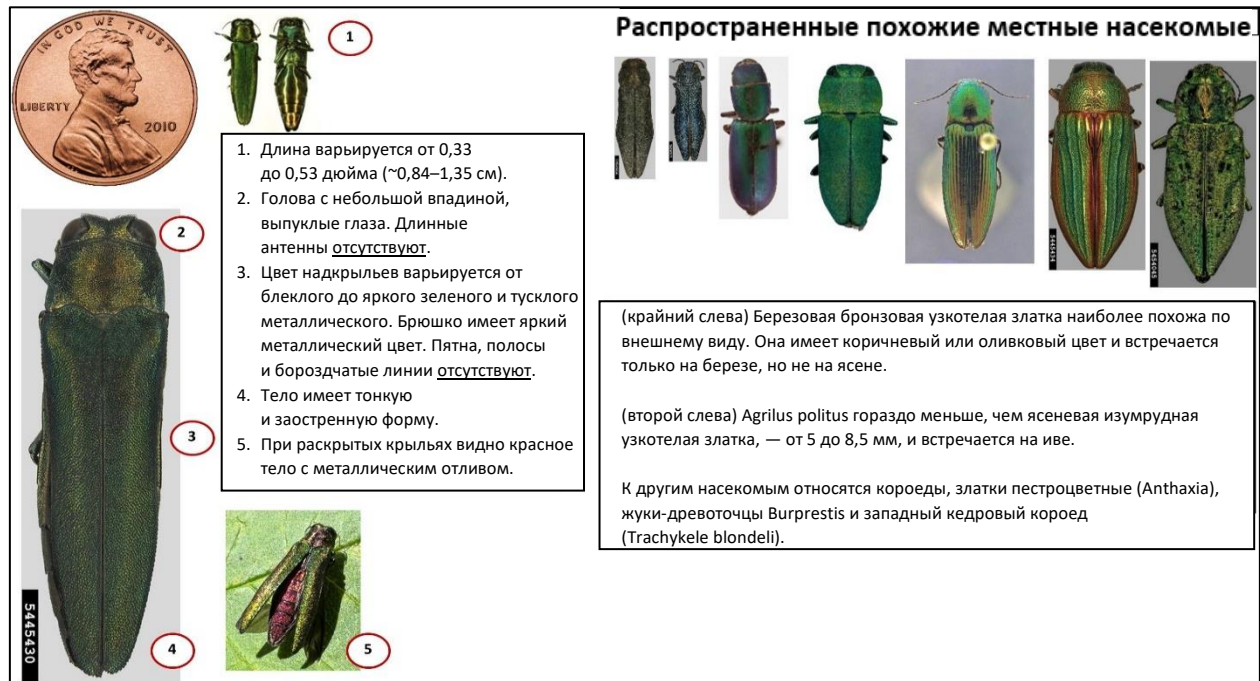 IN GOD WE TRUST
LIBERTY
2010
1
1. Длина варьируется от 0,33
до 0,53 дюйма (~0,84–1,35 см).
2. Голова с небольшой впадиной,
выпуклые глаза. Длинные
антенны отсутствуют.
3. Цвет надкрыльев варьируется от
блеклого до яркого зеленого и тусклого
металлического. Брюшко имеет яркий
металлический цвет. Пятна, полосы
и бороздчатые линии отсутствуют.
4. Тело имеет тонкую
и заостренную форму.
5. При раскрытых крыльях видно красное
тело с металлическим отливом.
2
3
4
5445430
5
Распространенные похожие местные насекомые
5445434
5454045
(крайний слева) Березовая бронзовая узкотелая златка наиболее похожа по
внешнему виду. Она имеет коричневый или оливковый цвет и встречается
только на березе, но не на ясене.
(второй слева) Agrilus politus гораздо меньше, чем ясеневая изумрудная
узкотелая златка, — от 5 до 8,5 мм, и встречается на иве.
К другим насекомым относятся короеды, златки пестроцветные (Anthaxia),
жуки-древоточцы Burprestis и западный кедровый короед
(Trachykele blondeli).